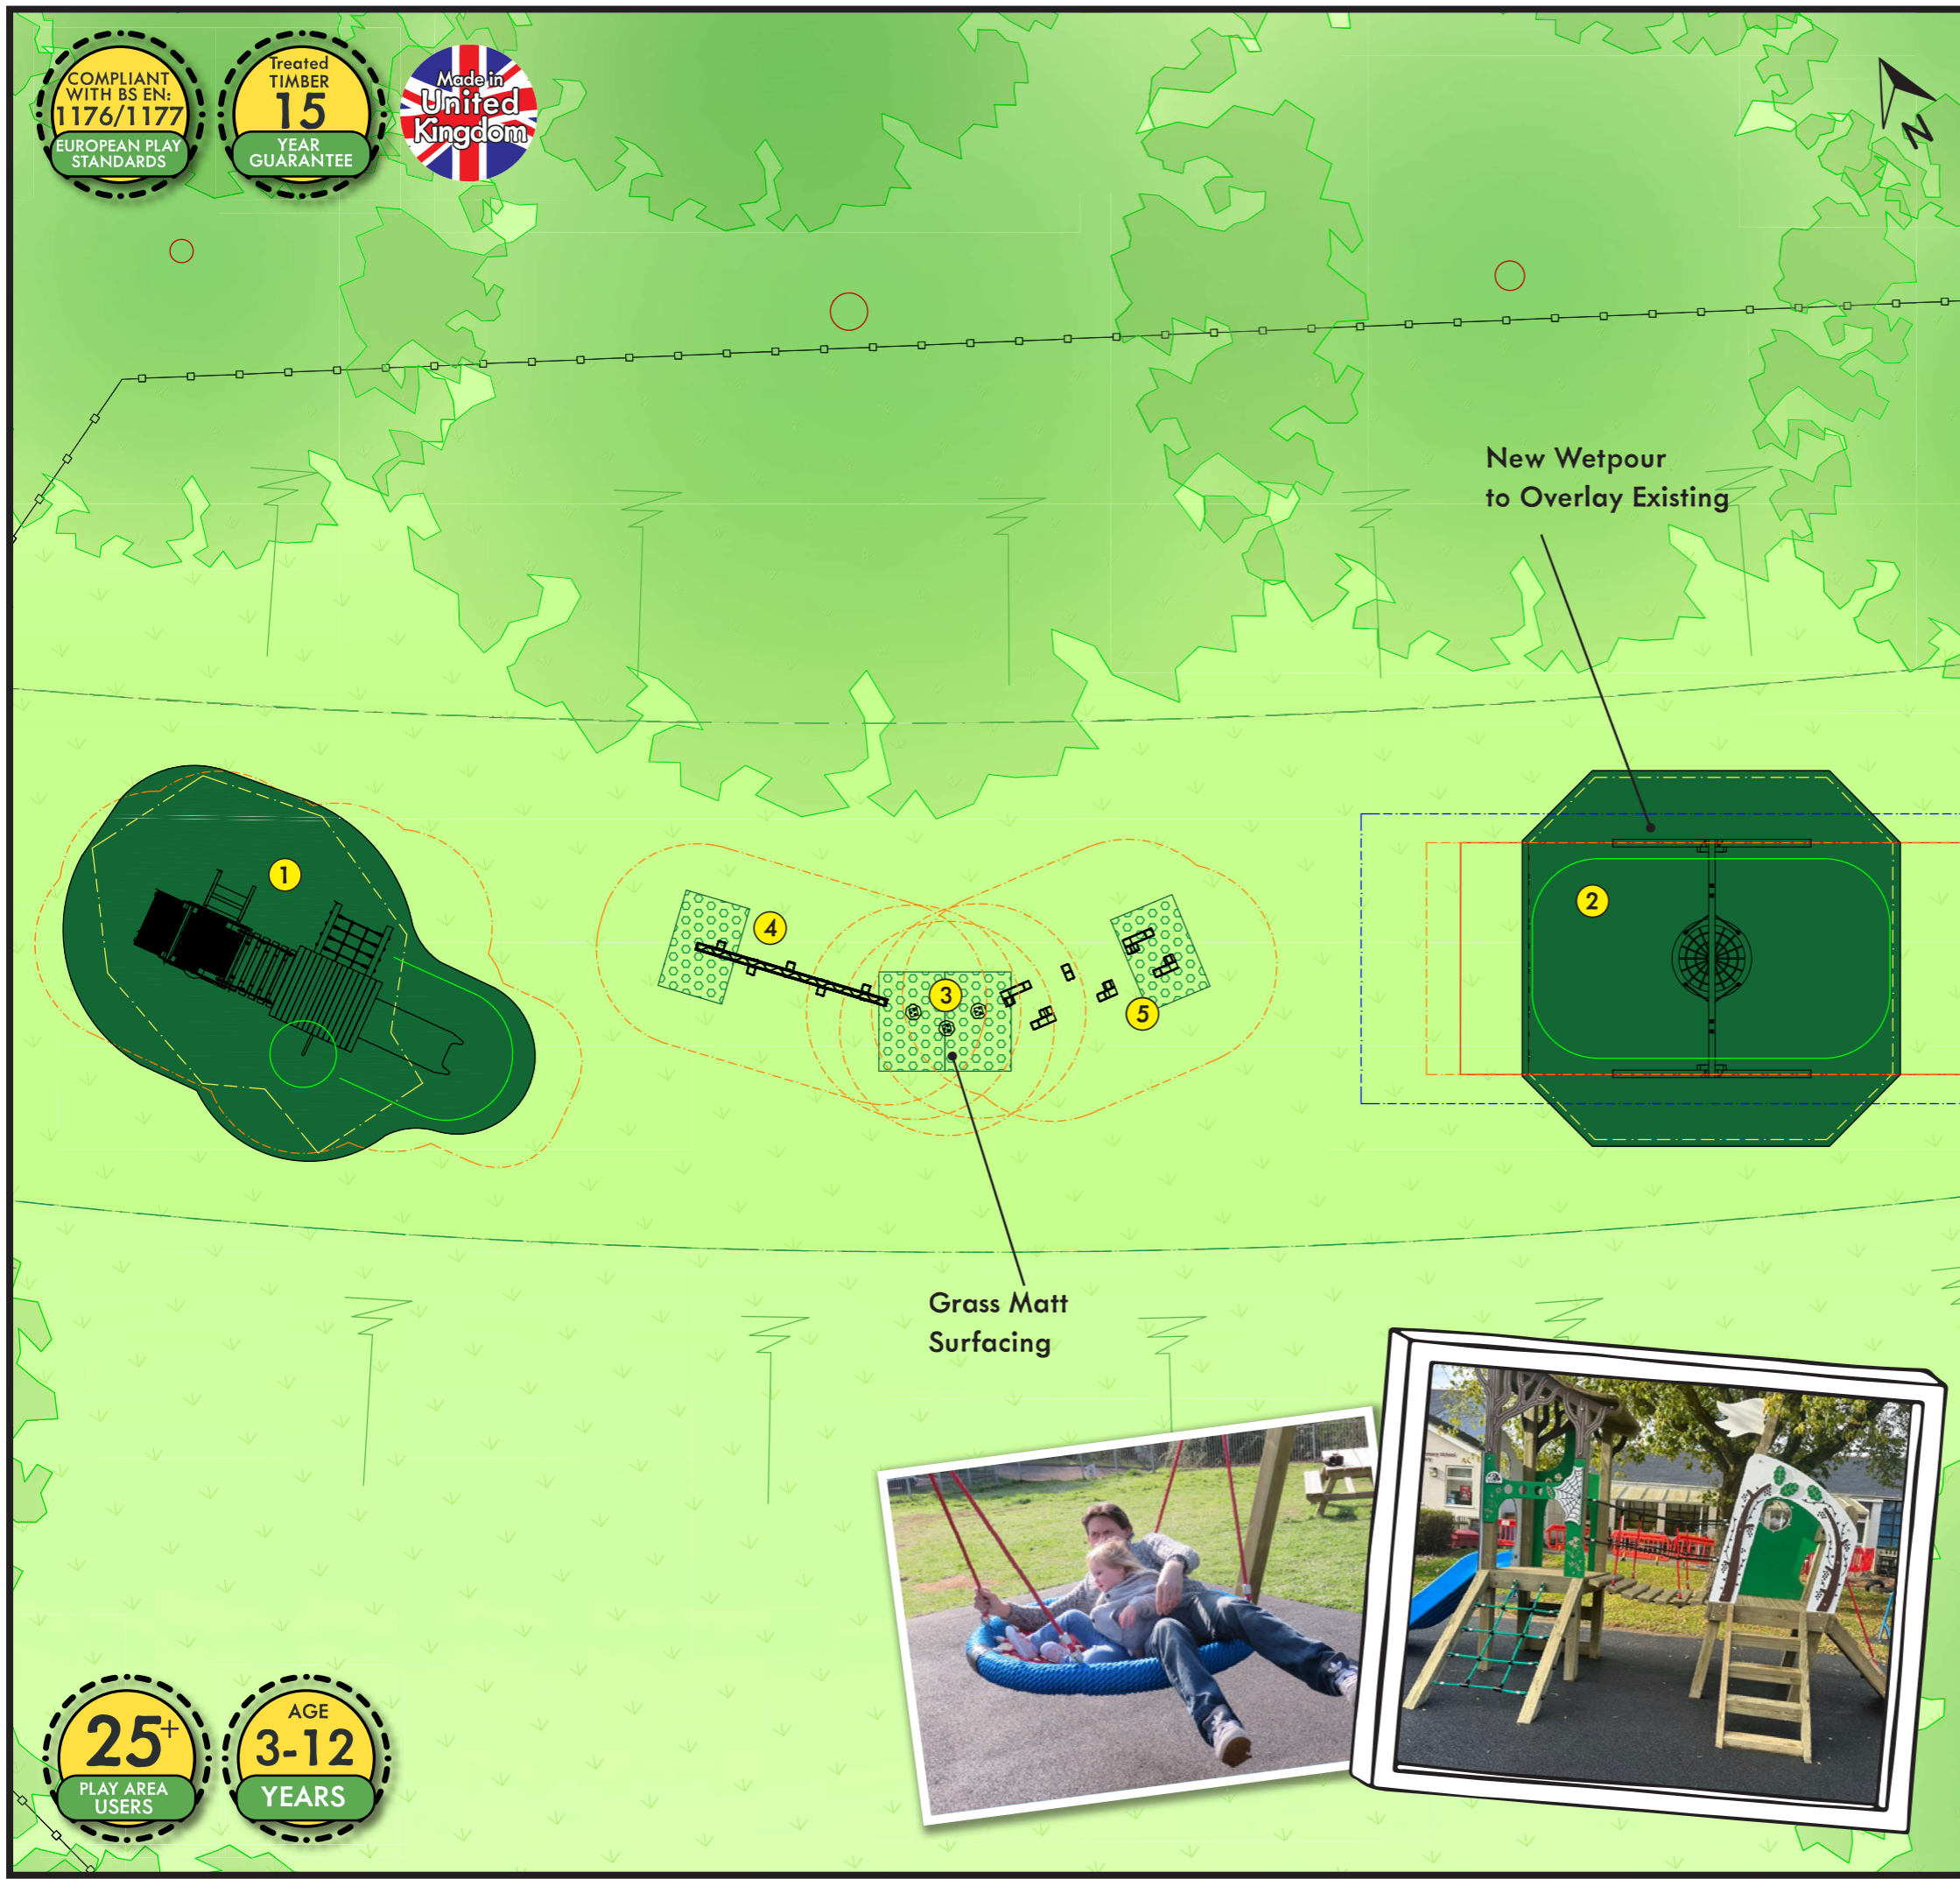 COMPLIANT
WITH BS EN:
1176/1177
EUROPEAN PLAY
STANDARDS
Treated
TIMBER
15
YEAR
GUARANTEE
Made in
United
Kingdom
N
New Wetpour
to Overlay Existing
1
2
4
3
5
Grass Matt
Surfacing
25+
PLAY AREA
USERS
AGE
3-12
YEARS